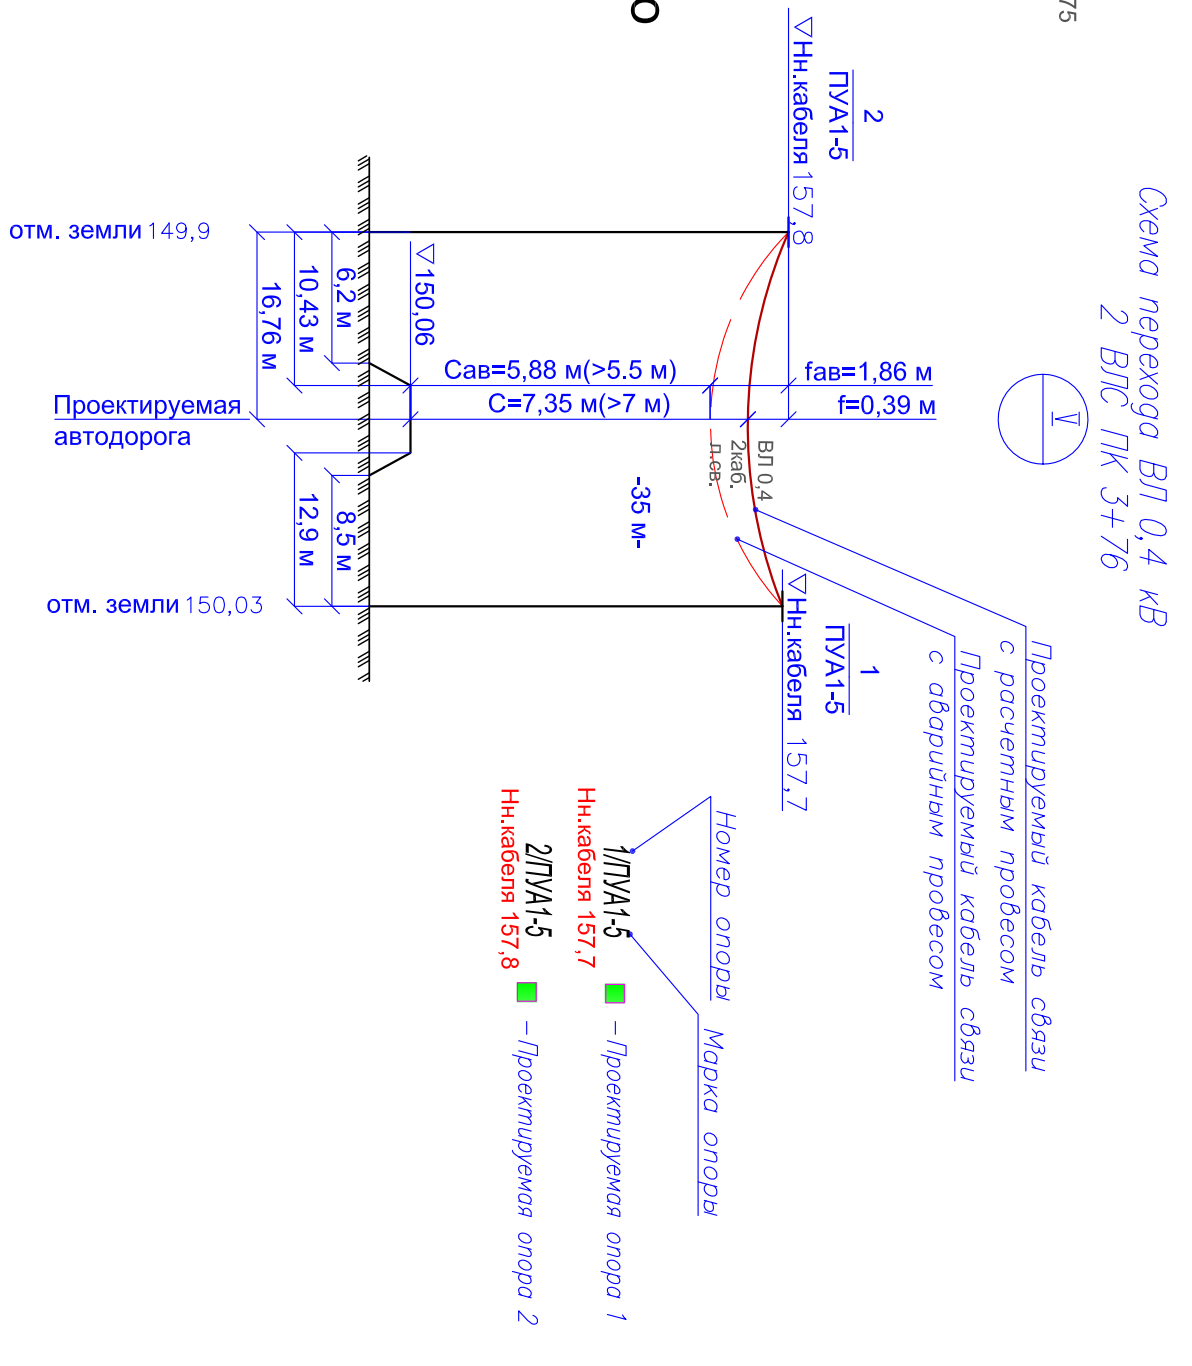 75
О
Схема перехода ВЛ 0,4 кВ
2 ВЛС ПК 3+76
V
2
ПУА1-5
▽Нн.кабеля 157,8
1
ПУА1-5
▽Нн.кабеля 157,7
Проектируемый кабель связи
с расчетным провесом
Проектируемый кабель связи
с аварийным провесом
fав=1,86 м
f=0,39 м
Сав=5,88 м(>5.5 м)
С=7,35 м(>7 м)
ВЛ 0,4
2каб.
л.св.
-35 м-
▽150,06
6,2 м
10,43 м
16,76 м
8,5 м
12,9 м
отм. земли 149,9
Проектируемая
автодорога
отм. земли 150,03
Номер опоры
Марка опоры
1/ПУА1-5
Нн.кабеля 157,7
–Проектируемая опора 1
2/ПУА1-5
Нн.кабеля 157,8
–Проектируемая опора 2